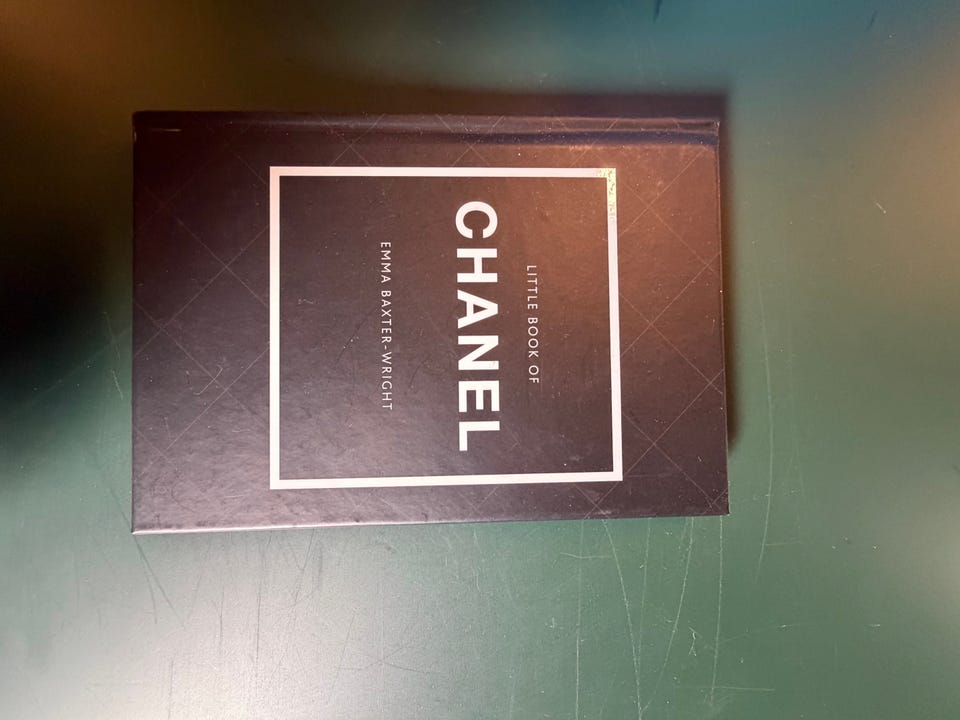 LITTLE BOOK OF
CHANEL
EMMA BAXTER-WRIGHT